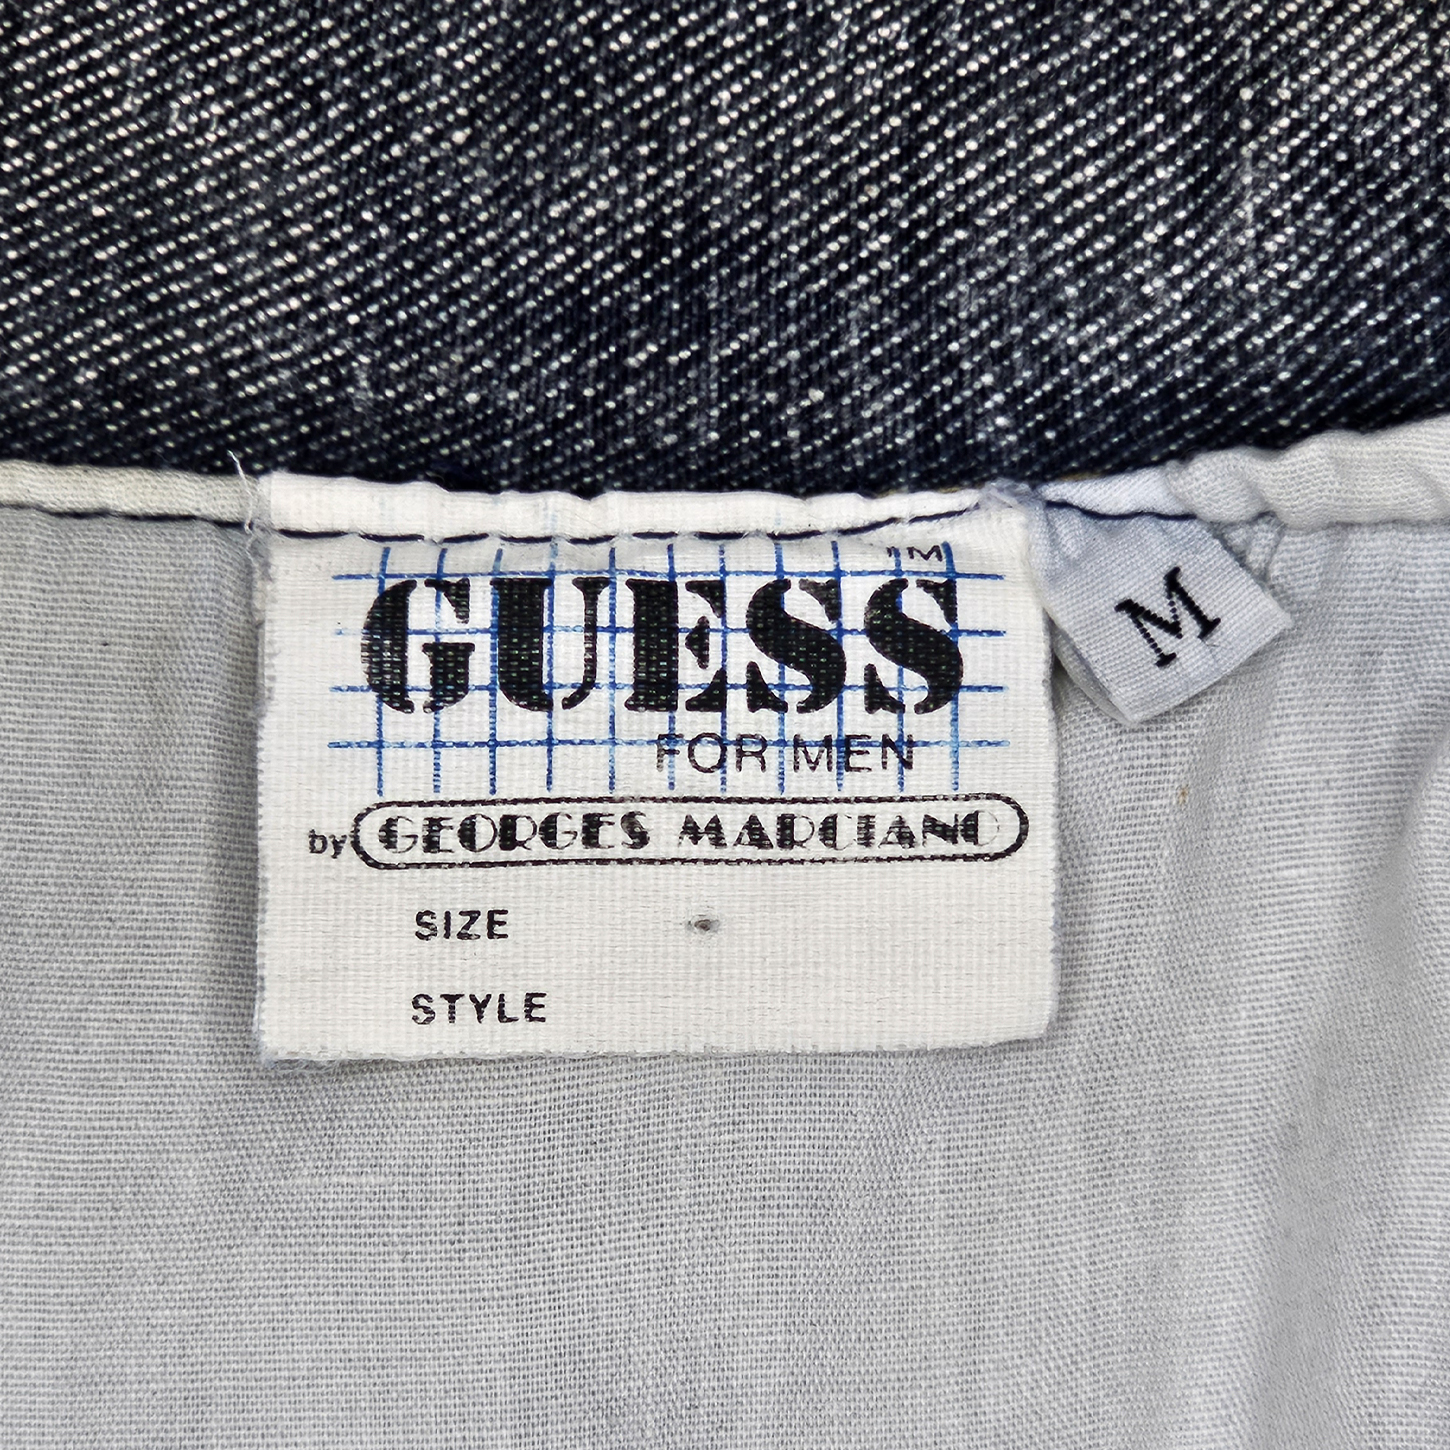 GUESS™
FOR MEN
by GEORGES MARCIANO
SIZE
STYLE
M